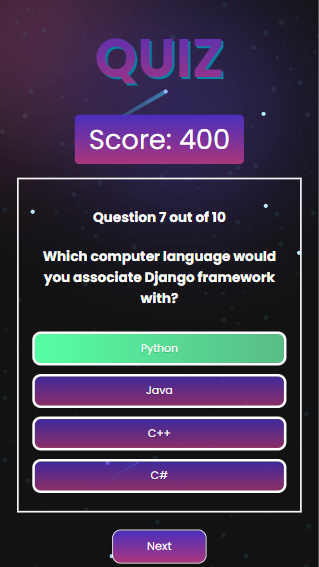 QUIZ
Score: 400
Question 7 out of 10
Which computer language would
you associate Django framework
with?
Python
Java
C++
C#
Next